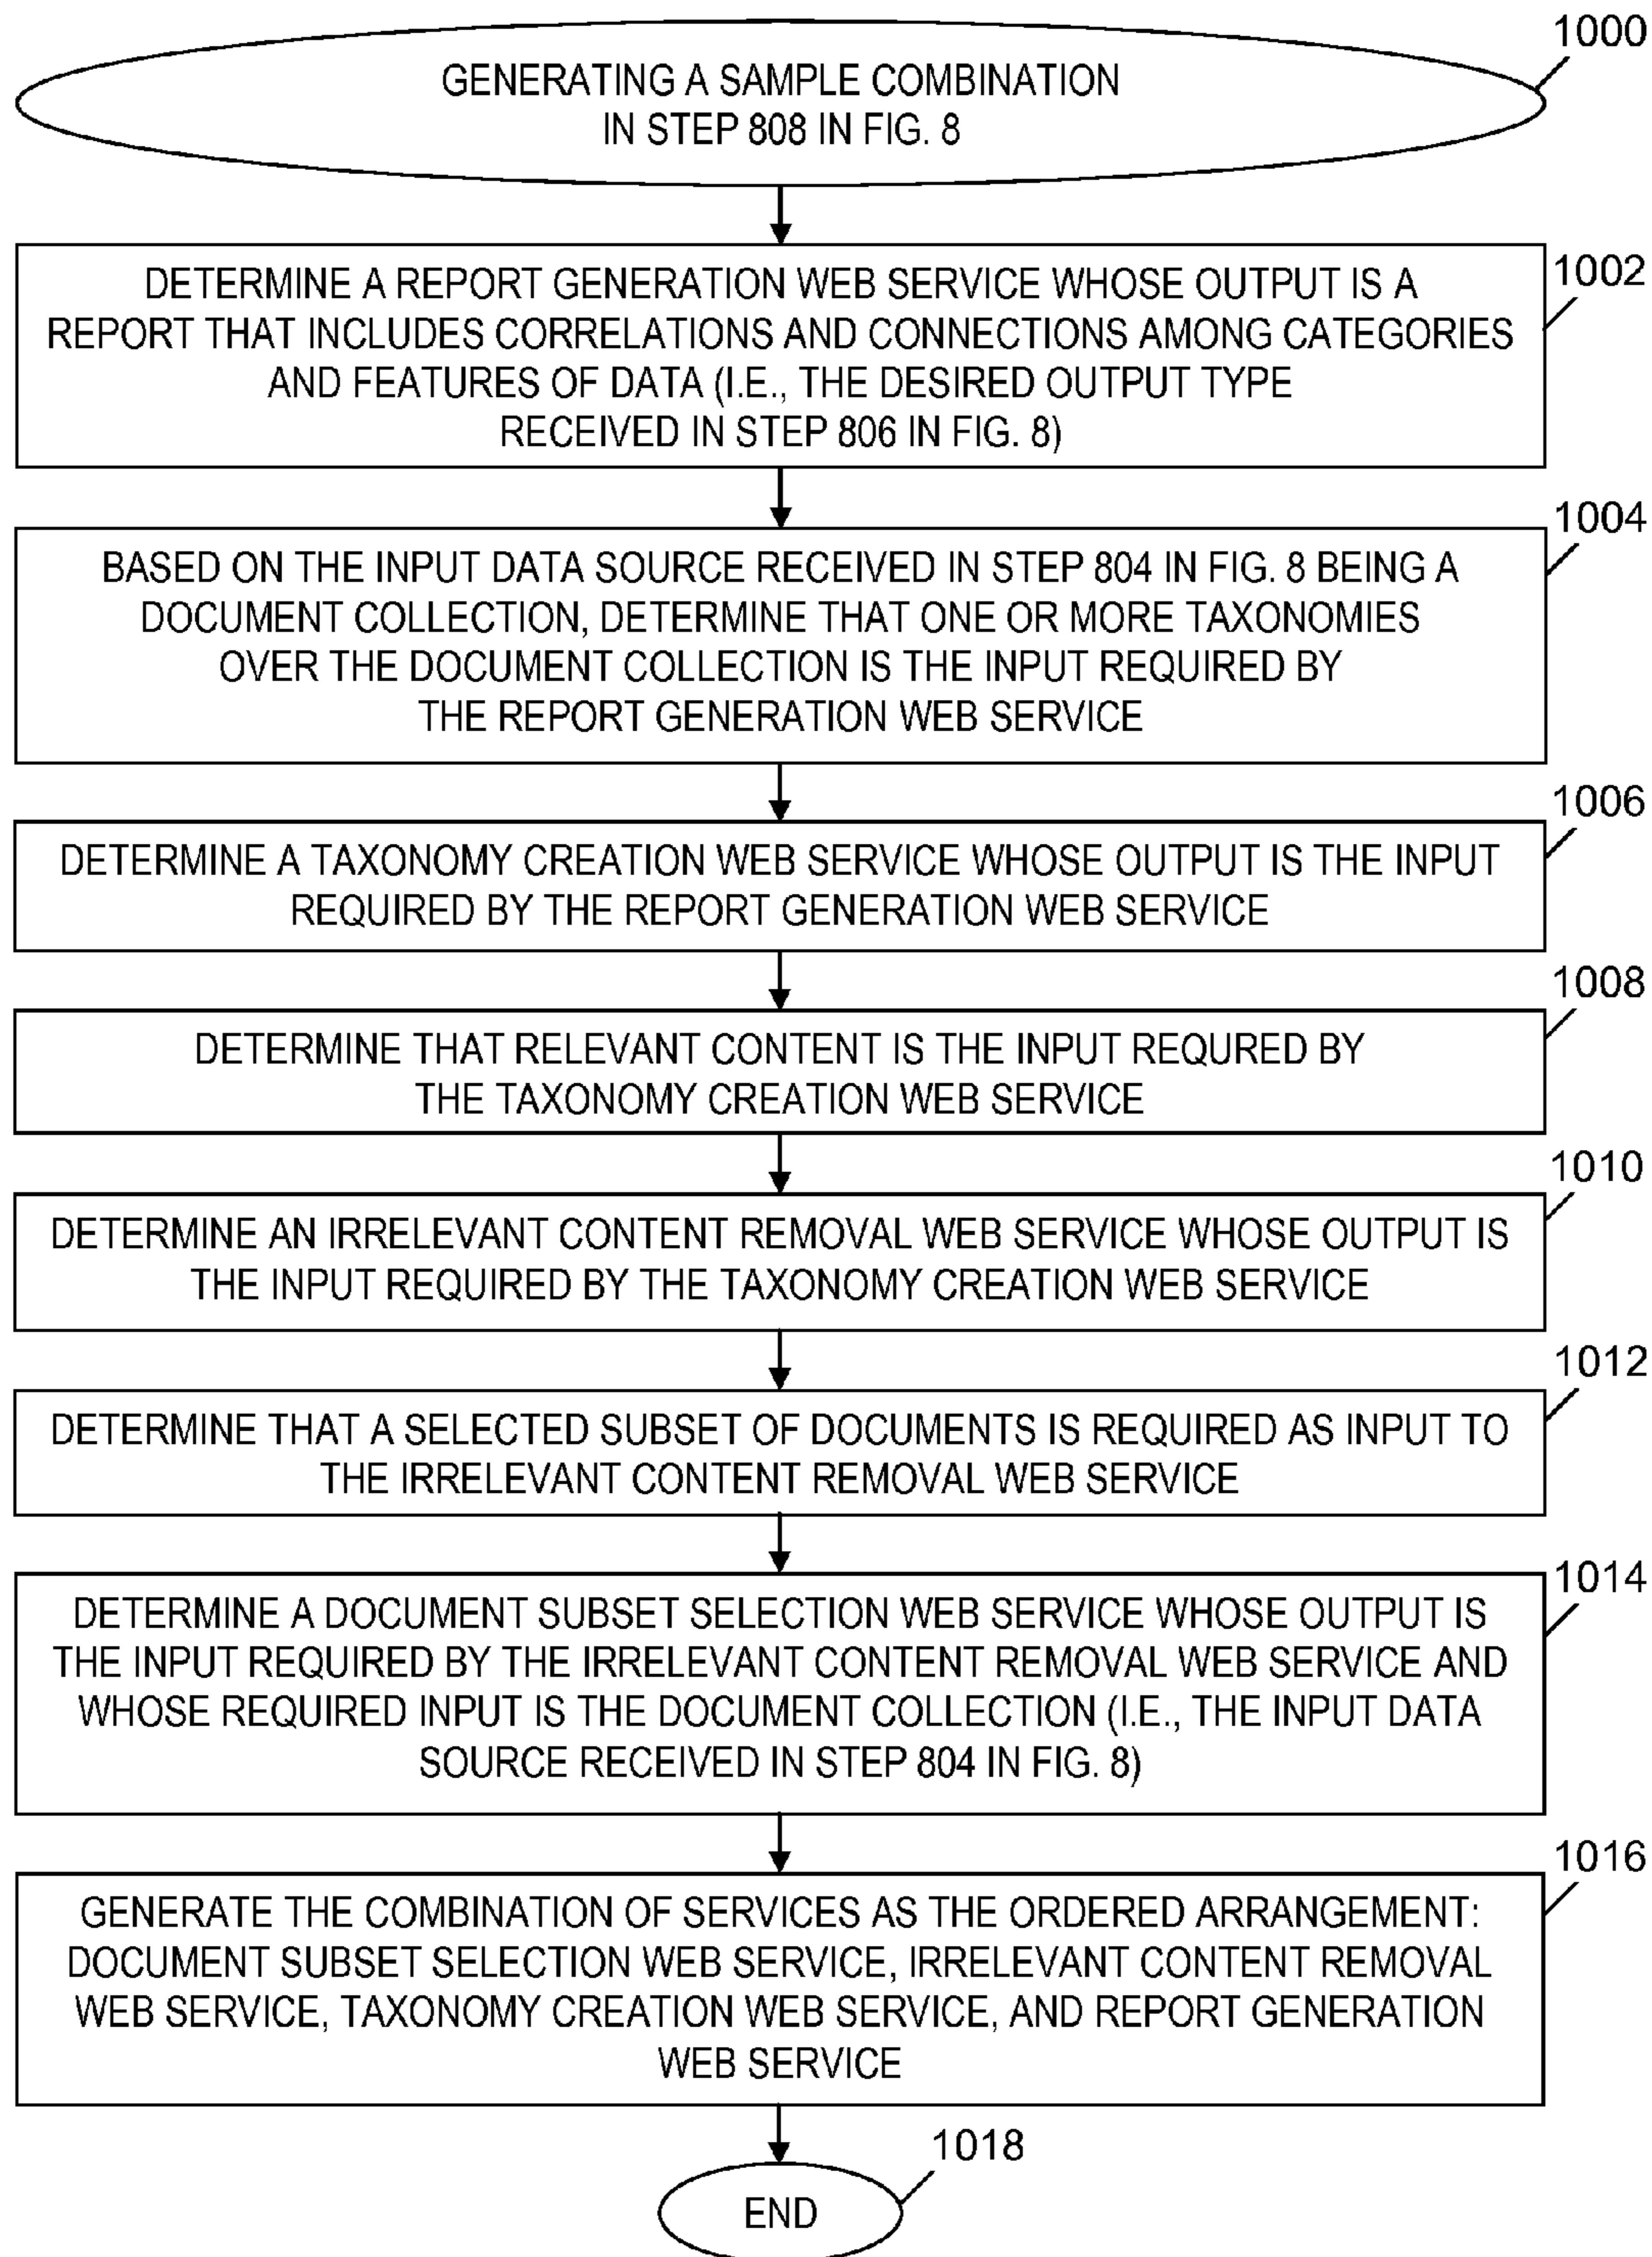 1000
GENERATING A SAMPLE COMBINATION
IN STEP 808 IN FIG. 8
1002
DETERMINE A REPORT GENERATION WEB SERVICE WHOSE OUTPUT IS A
REPORT THAT INCLUDES CORRELATIONS AND CONNECTIONS AMONG CATEGORIES
AND FEATURES OF DATA (I.E., THE DESIRED OUTPUT TYPE
RECEIVED IN STEP 806 IN FIG. 8)
1004
BASED ON THE INPUT DATA SOURCE RECEIVED IN STEP 804 IN FIG. 8 BEING A
DOCUMENT COLLECTION, DETERMINE THAT ONE OR MORE TAXONOMIES
OVER THE DOCUMENT COLLECTION IS THE INPUT REQUIRED BY
THE REPORT GENERATION WEB SERVICE
1006
DETERMINE A TAXONOMY CREATION WEB SERVICE WHOSE OUTPUT IS THE INPUT
REQUIRED BY THE REPORT GENERATION WEB SERVICE
1008
DETERMINE THAT RELEVANT CONTENT IS THE INPUT REQURED BY
THE TAXONOMY CREATION WEB SERVICE
1010
DETERMINE AN IRRELEVANT CONTENT REMOVAL WEB SERVICE WHOSE OUTPUT IS
THE INPUT REQUIRED BY THE TAXONOMY CREATION WEB SERVICE
1012
DETERMINE THAT A SELECTED SUBSET OF DOCUMENTS IS REQUIRED AS INPUT TO
THE IRRELEVANT CONTENT REMOVAL WEB SERVICE
1014
DETERMINE A DOCUMENT SUBSET SELECTION WEB SERVICE WHOSE OUTPUT IS
THE INPUT REQUIRED BY THE IRRELEVANT CONTENT REMOVAL WEB SERVICE AND
WHOSE REQUIRED INPUT IS THE DOCUMENT COLLECTION (I.E., THE INPUT DATA
SOURCE RECEIVED IN STEP 804 IN FIG. 8)
1016
GENERATE THE COMBINATION OF SERVICES AS THE ORDERED ARRANGEMENT:
DOCUMENT SUBSET SELECTION WEB SERVICE, IRRELEVANT CONTENT REMOVAL
WEB SERVICE, TAXONOMY CREATION WEB SERVICE, AND REPORT GENERATION
WEB SERVICE
1018
END